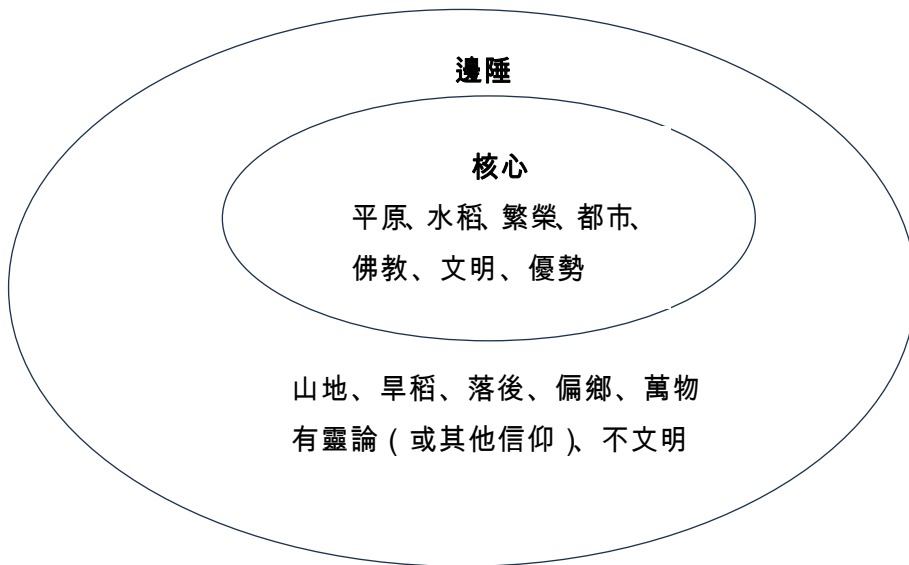 邊陲
核心
平原、水稻、繁榮、都市、
佛教、文明、優勢
山地、旱稻、落後、偏鄉、萬物
有靈論（或其他信仰）、不文明